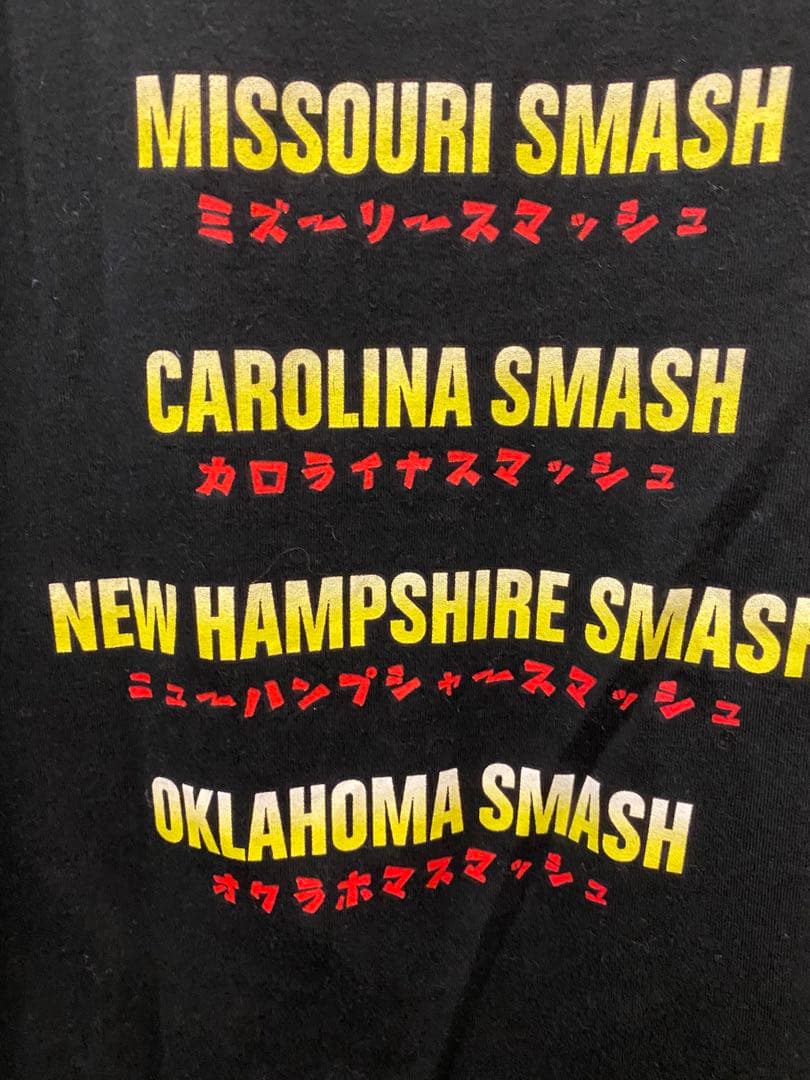 MISSOURI SMASH
ミズーリースマッシュ
CAROLINA SMASH
カロライナスマッシュ
NEW HAMPSHIRE SMASH
ニューハンプシャースマッシュ
OKLAHOMA SMASH
オクラホマスマッシュ